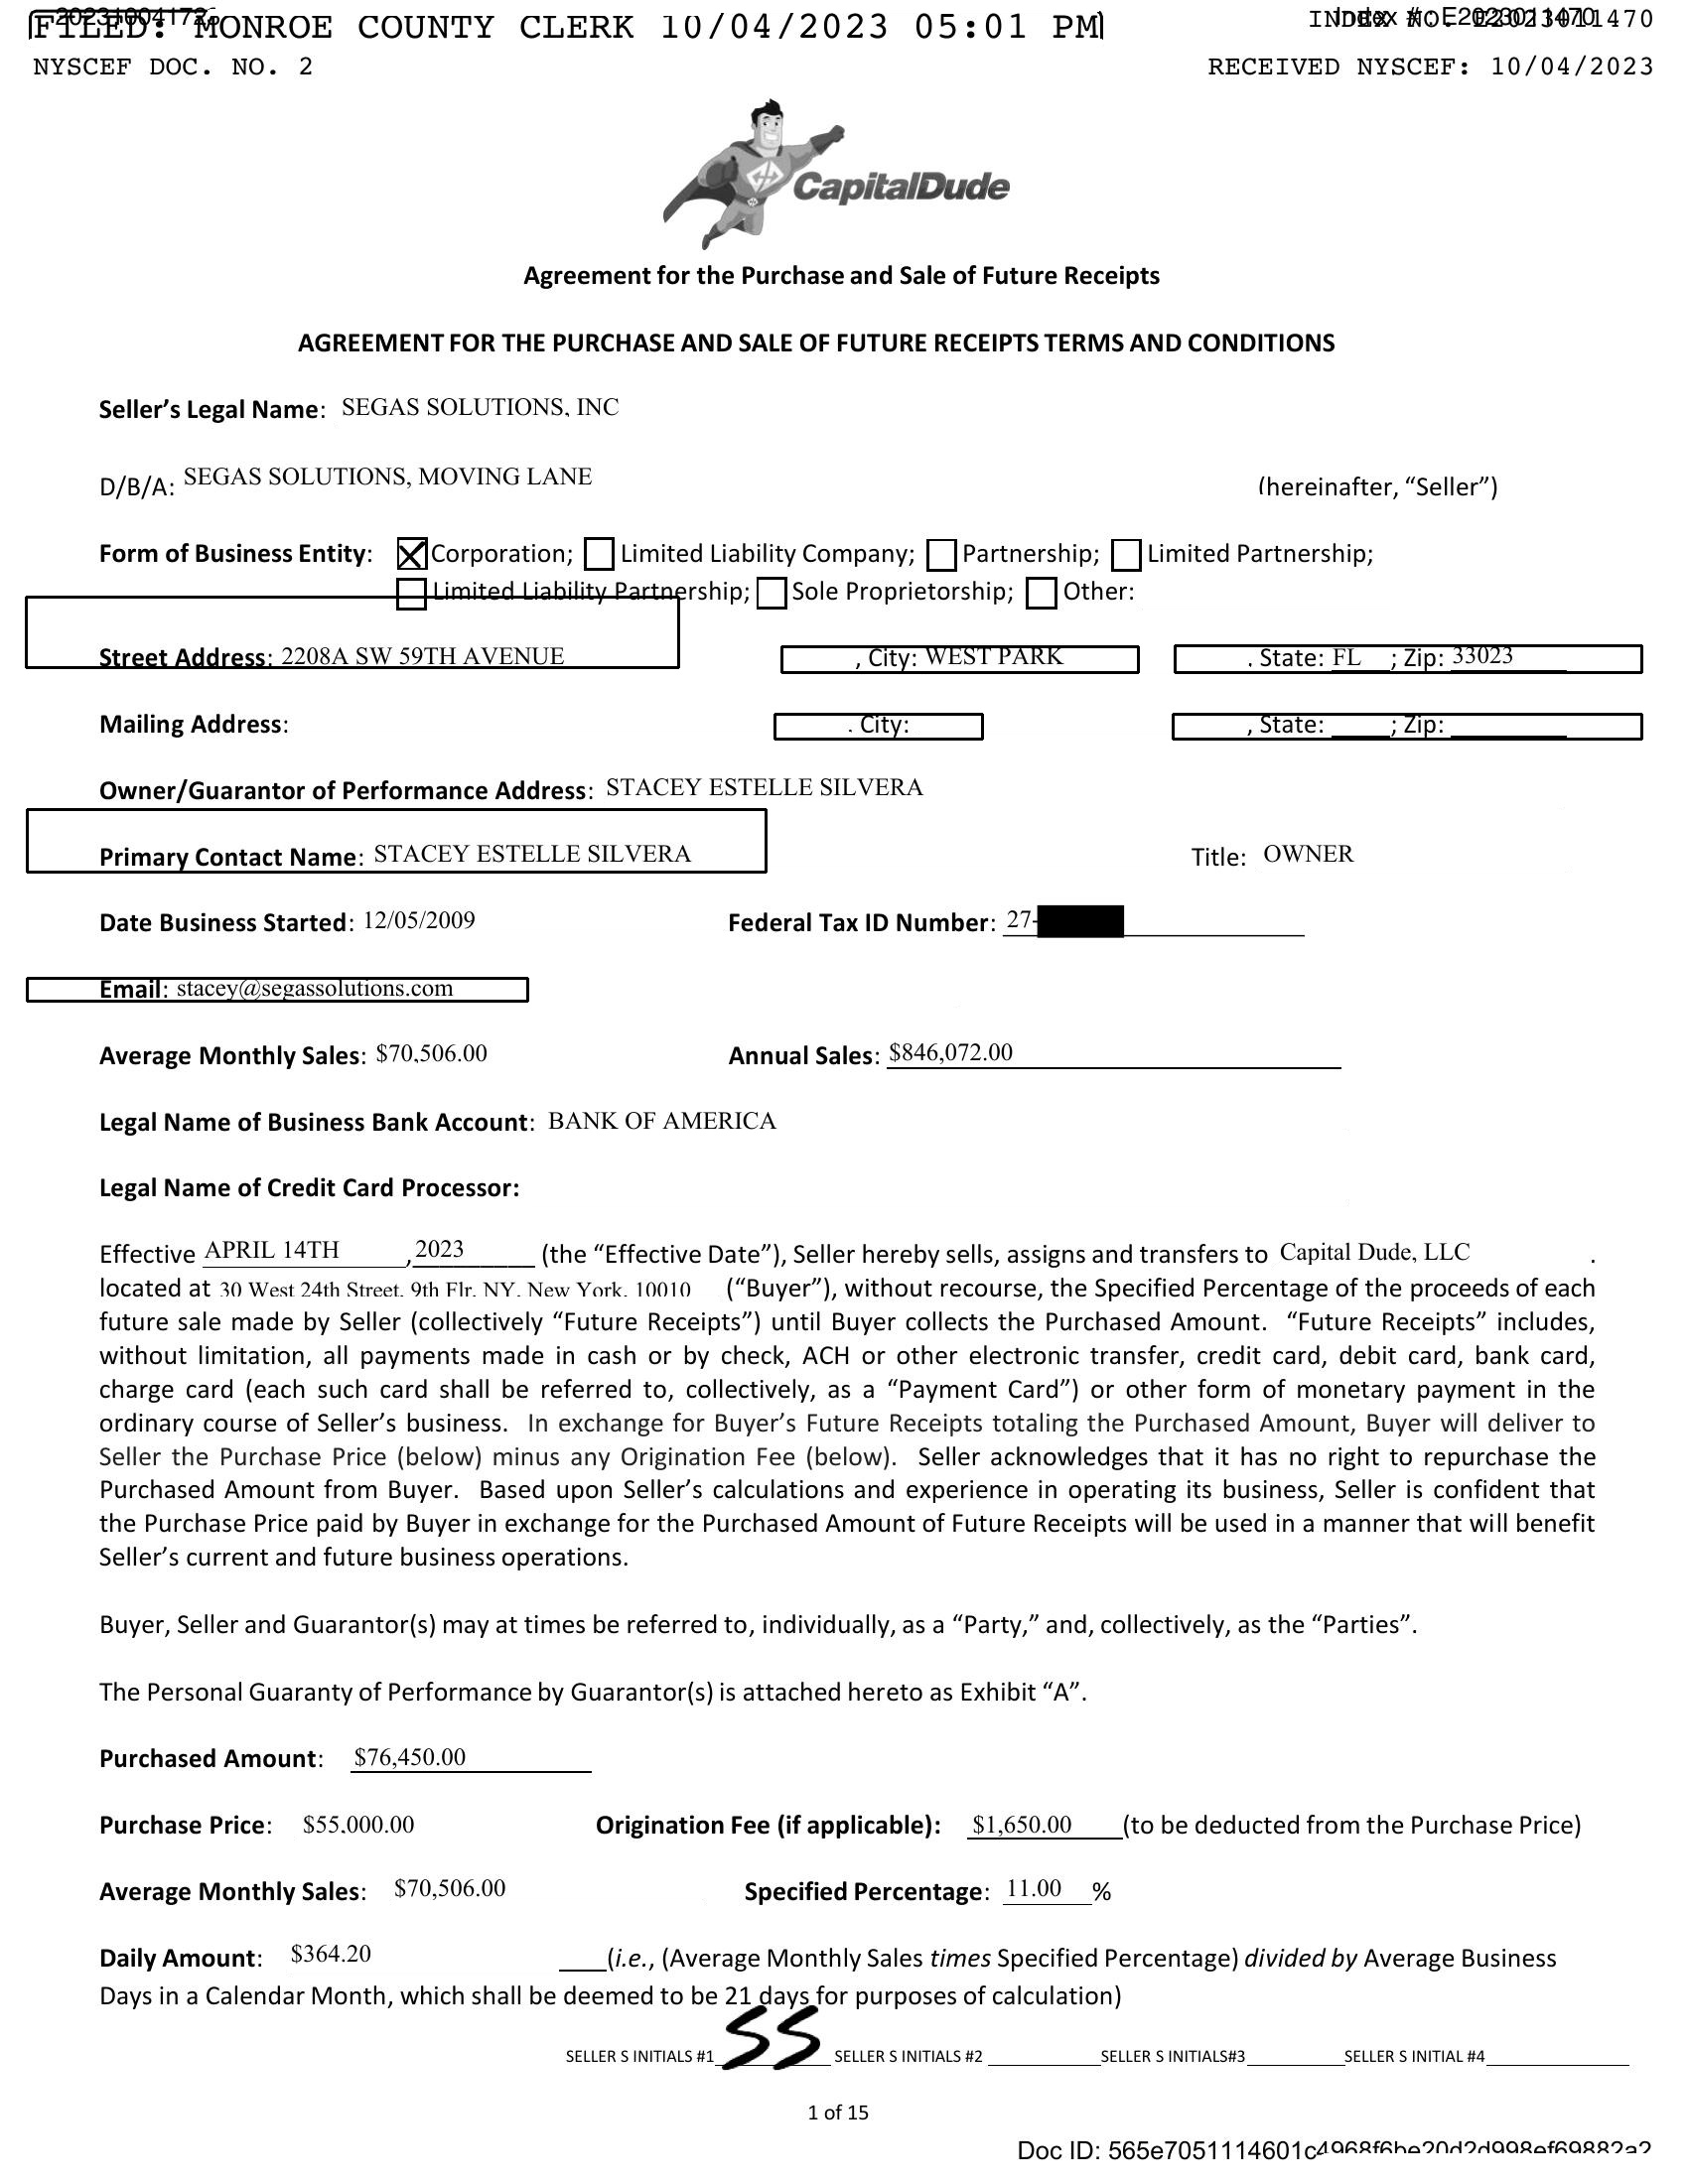 FILED: MONROE COUNTY CLERK 10/04/2023 05:01 PM
INDEX NO. E2023011470
Index #: E2023011470
NYSCEF DOC. NO. 2
RECEIVED NYSCEF: 10/04/2023
CapitalDude
Agreement for the Purchase and Sale of Future Receipts
AGREEMENT FOR THE PURCHASE AND SALE OF FUTURE RECEIPTS TERMS AND CONDITIONS
Seller’s Legal Name: SEGAS SOLUTIONS, INC
D/B/A: SEGAS SOLUTIONS, MOVING LANE (hereinafter, “Seller”)
Form of Business Entity: Corporation; Limited Liability Company; Partnership; Limited Partnership;
Limited Liability Partnership; Sole Proprietorship; Other:
Street Address: 2208A SW 59TH AVENUE , City: WEST PARK , State: FL ; Zip: 33023
Mailing Address: , City: , State: ; Zip:
Owner/Guarantor of Performance Address: STACEY ESTELLE SILVERA
Primary Contact Name: STACEY ESTELLE SILVERA Title: OWNER
Date Business Started: 12/05/2009 Federal Tax ID Number: 27-
Email: stacey@segassolutions.com
Average Monthly Sales: $70,506.00 Annual Sales: $846,072.00
Legal Name of Business Bank Account: BANK OF AMERICA
Legal Name of Credit Card Processor:
Effective APRIL 14TH ,2023 (the “Effective Date”), Seller hereby sells, assigns and transfers to Capital Dude, LLC .
located at 30 West 24th Street, 9th Flr, NY, New York, 10010 (“Buyer”), without recourse, the Specified Percentage of the proceeds of each
future sale made by Seller (collectively “Future Receipts”) until Buyer collects the Purchased Amount. “Future Receipts” includes,
without limitation, all payments made in cash or by check, ACH or other electronic transfer, credit card, debit card, bank card,
charge card (each such card shall be referred to, collectively, as a “Payment Card”) or other form of monetary payment in the
ordinary course of Seller’s business. In exchange for Buyer’s Future Receipts totaling the Purchased Amount, Buyer will deliver to
Seller the Purchase Price (below) minus any Origination Fee (below). Seller acknowledges that it has no right to repurchase the
Purchased Amount from Buyer. Based upon Seller’s calculations and experience in operating its business, Seller is confident that
the Purchase Price paid by Buyer in exchange for the Purchased Amount of Future Receipts will be used in a manner that will benefit
Seller’s current and future business operations.
Buyer, Seller and Guarantor(s) may at times be referred to, individually, as a “Party,” and, collectively, as the “Parties”.
The Personal Guaranty of Performance by Guarantor(s) is attached hereto as Exhibit “A”.
Purchased Amount: $76,450.00
Purchase Price: $55,000.00 Origination Fee (if applicable): $1,650.00 (to be deducted from the Purchase Price)
Average Monthly Sales: $70,506.00 Specified Percentage: 11.00 %
Daily Amount: $364.20 (i.e., (Average Monthly Sales times Specified Percentage) divided by Average Business
Days in a Calendar Month, which shall be deemed to be 21 days for purposes of calculation)
SELLER S INITIALS #1 SS SELLER S INITIALS #2 SELLER S INITIALS#3 SELLER S INITIAL #4
1 of 15
Doc ID: 565e7051114601c4968f6be20d2d998ef69882a2